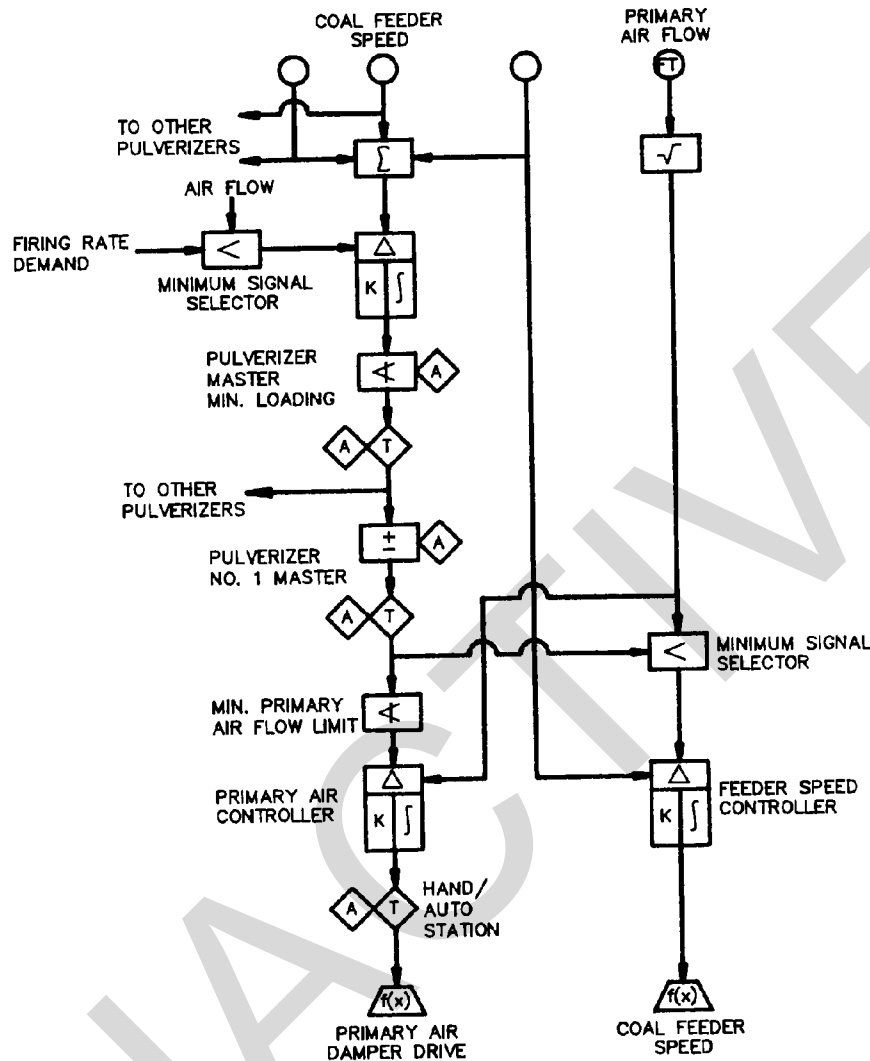 COAL FEEDER
SPEED
PRIMARY
AIR FLOW
FT
TO OTHER
PULVERIZERS
Σ
√
AIR FLOW
FIRING RATE
DEMAND
<
△
MINIMUM SIGNAL
SELECTOR
K ∫
PULVERIZER
MASTER
MIN. LOADING
∢ A
A T
TO OTHER
PULVERIZERS
± A
PULVERIZER
NO. 1 MASTER
A T
<
MINIMUM SIGNAL
SELECTOR
MIN. PRIMARY
AIR FLOW LIMIT
∢
PRIMARY AIR
CONTROLLER
△
K ∫
△
K ∫
FEEDER SPEED
CONTROLLER
A T
HAND/
AUTO
STATION
f(x)
PRIMARY AIR
DAMPER DRIVE
f(x)
COAL FEEDER
SPEED
INACTIVE